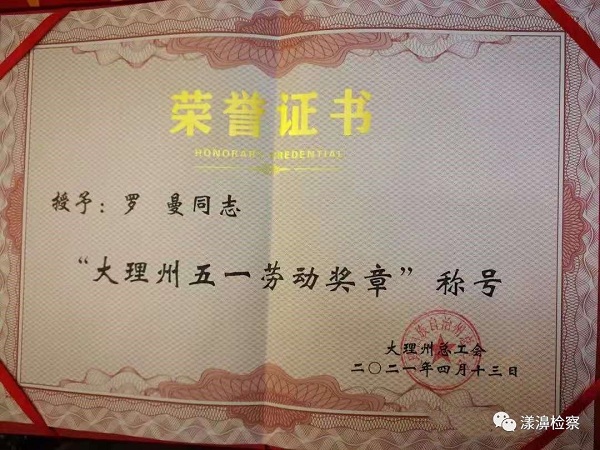 荣誉证书
HONORARY CREDENTIAL
授予：罗 曼同志
“大理州五一劳动奖章”称号
大理州总工会
二〇二一年四月十三日
漾濞检察